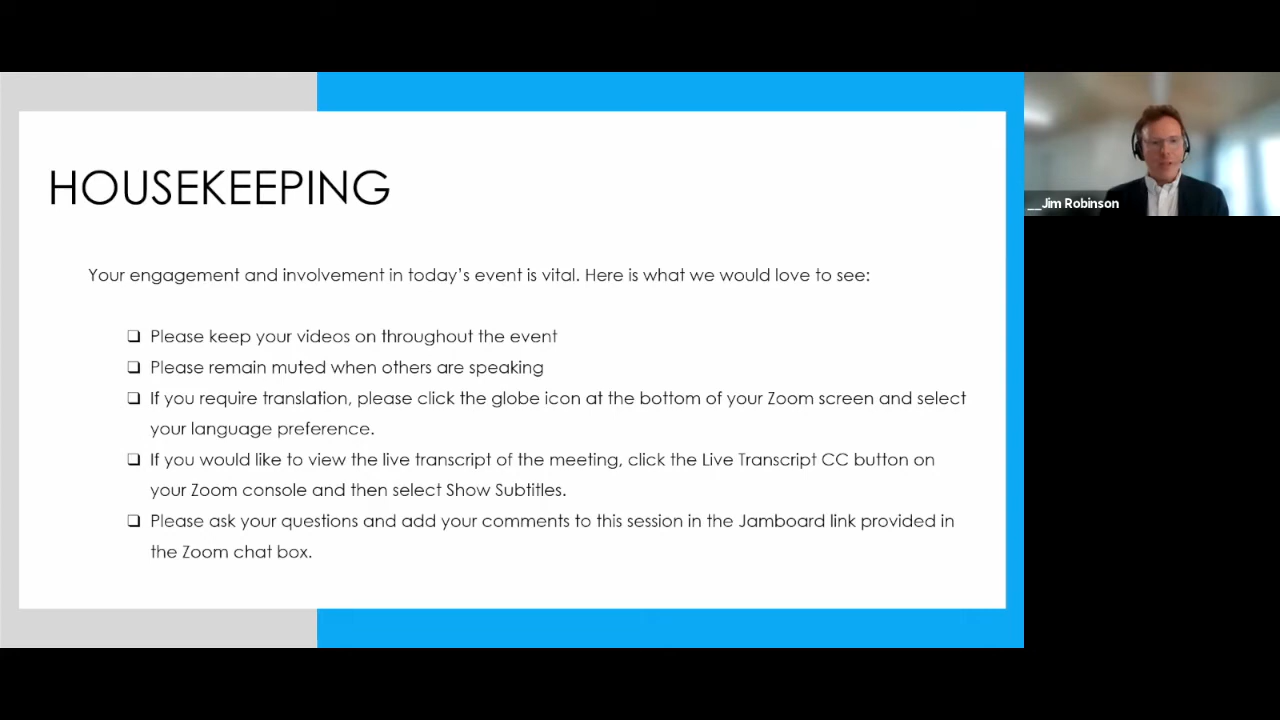 HOUSEKEEPING
Your engagement and involvement in today's event is vital. Here is what we would love to see:
❑ Please keep your videos on throughout the event
❑ Please remain muted when others are speaking
❑ If you require translation, please click the globe icon at the bottom of your Zoom screen and select
your language preference.
❑ If you would like to view the live transcript of the meeting, click the Live Transcript CC button on
your Zoom console and then select Show Subtitles.
❑ Please ask your questions and add your comments to this session in the Jamboard link provided in
the Zoom chat box.
__Jim Robinson